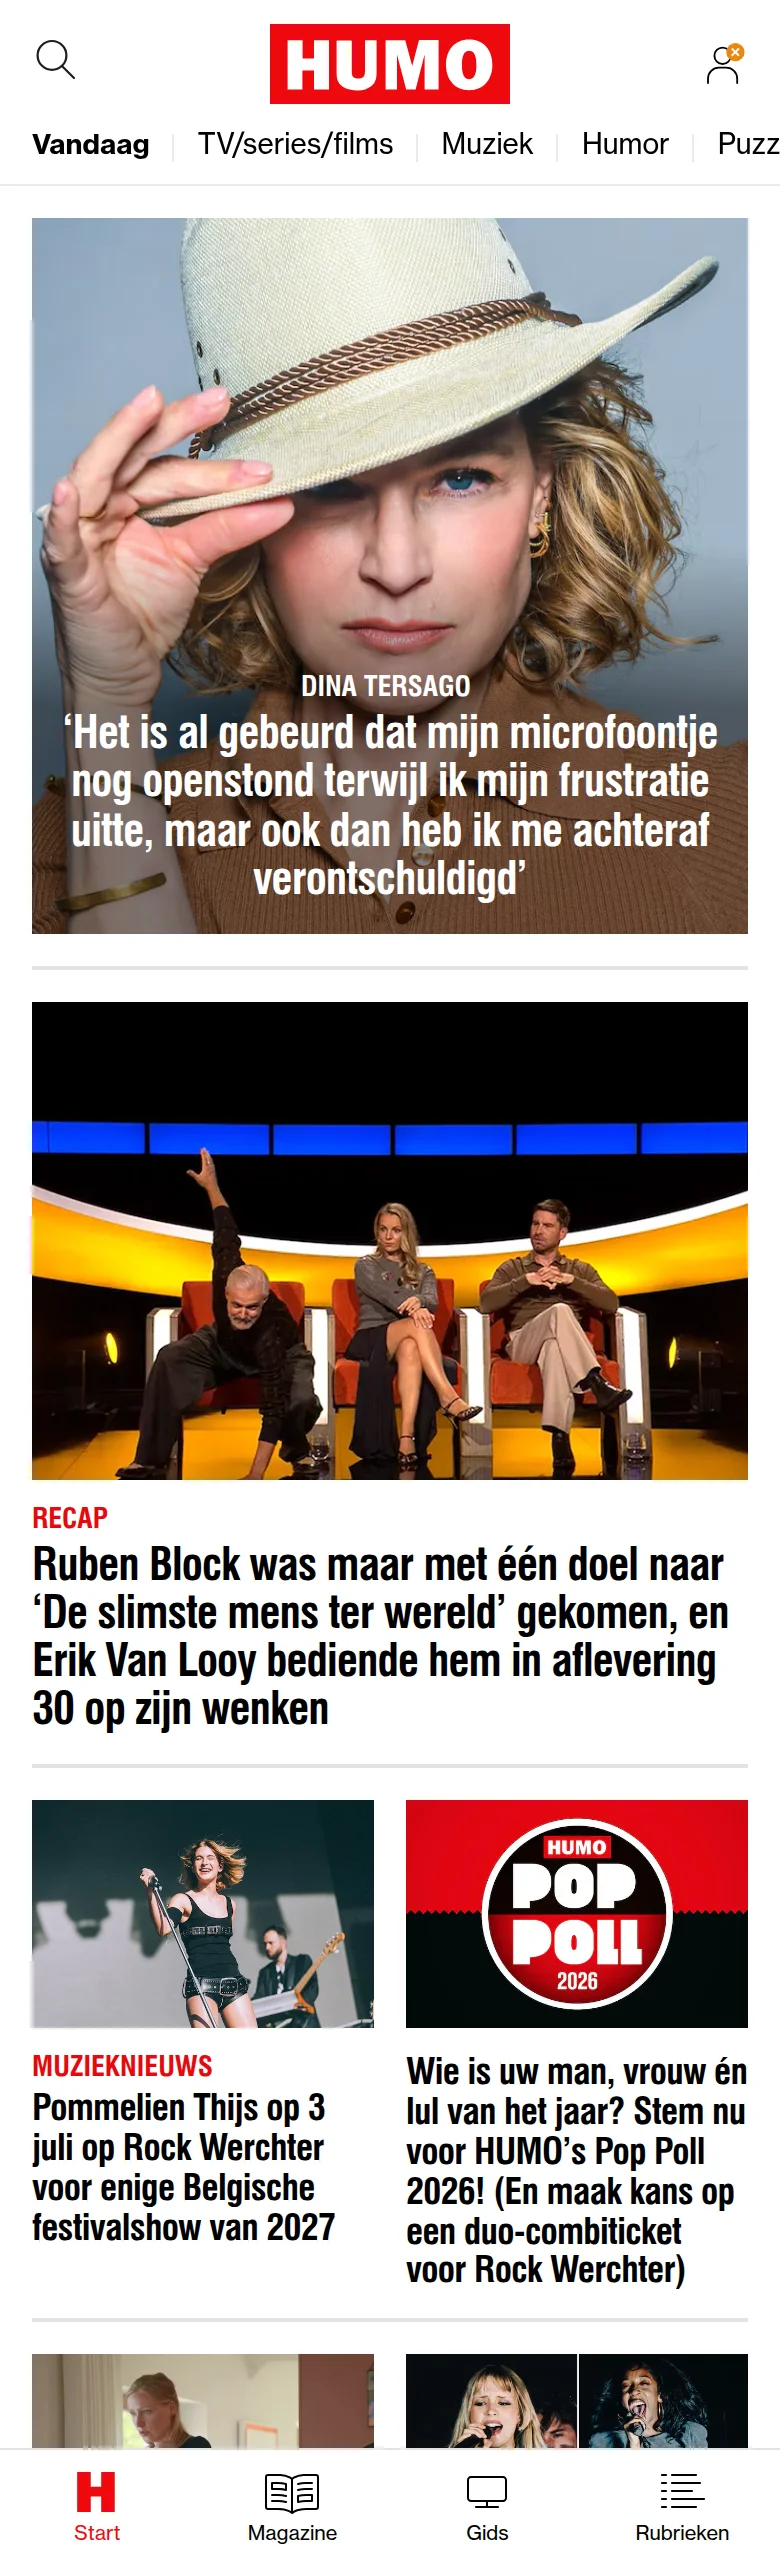 HUMO
Vandaag
TV/series/films
Muziek
Humor
Puzz
DINA TERSAGO
‘Het is al gebeurd dat mijn microfoontje
nog openstond terwijl ik mijn frustratie
uitte, maar ook dan heb ik me achteraf
verontschuldigd’
RECAP
Ruben Block was maar met één doel naar
‘De slimste mens ter wereld’ gekomen, en
Erik Van Looy bediende hem in aflevering
30 op zijn wenken
MUZIEKNIEUWS
Pommelien Thijs op 3
juli op Rock Werchter
voor enige Belgische
festivalshow van 2027
HUMO
POP
POLL
2026
Wie is uw man, vrouw én
lul van het jaar? Stem nu
voor HUMO’s Pop Poll
2026! (En maak kans op
een duo-combiticket
voor Rock Werchter)
H
Start
Magazine
Gids
Rubrieken